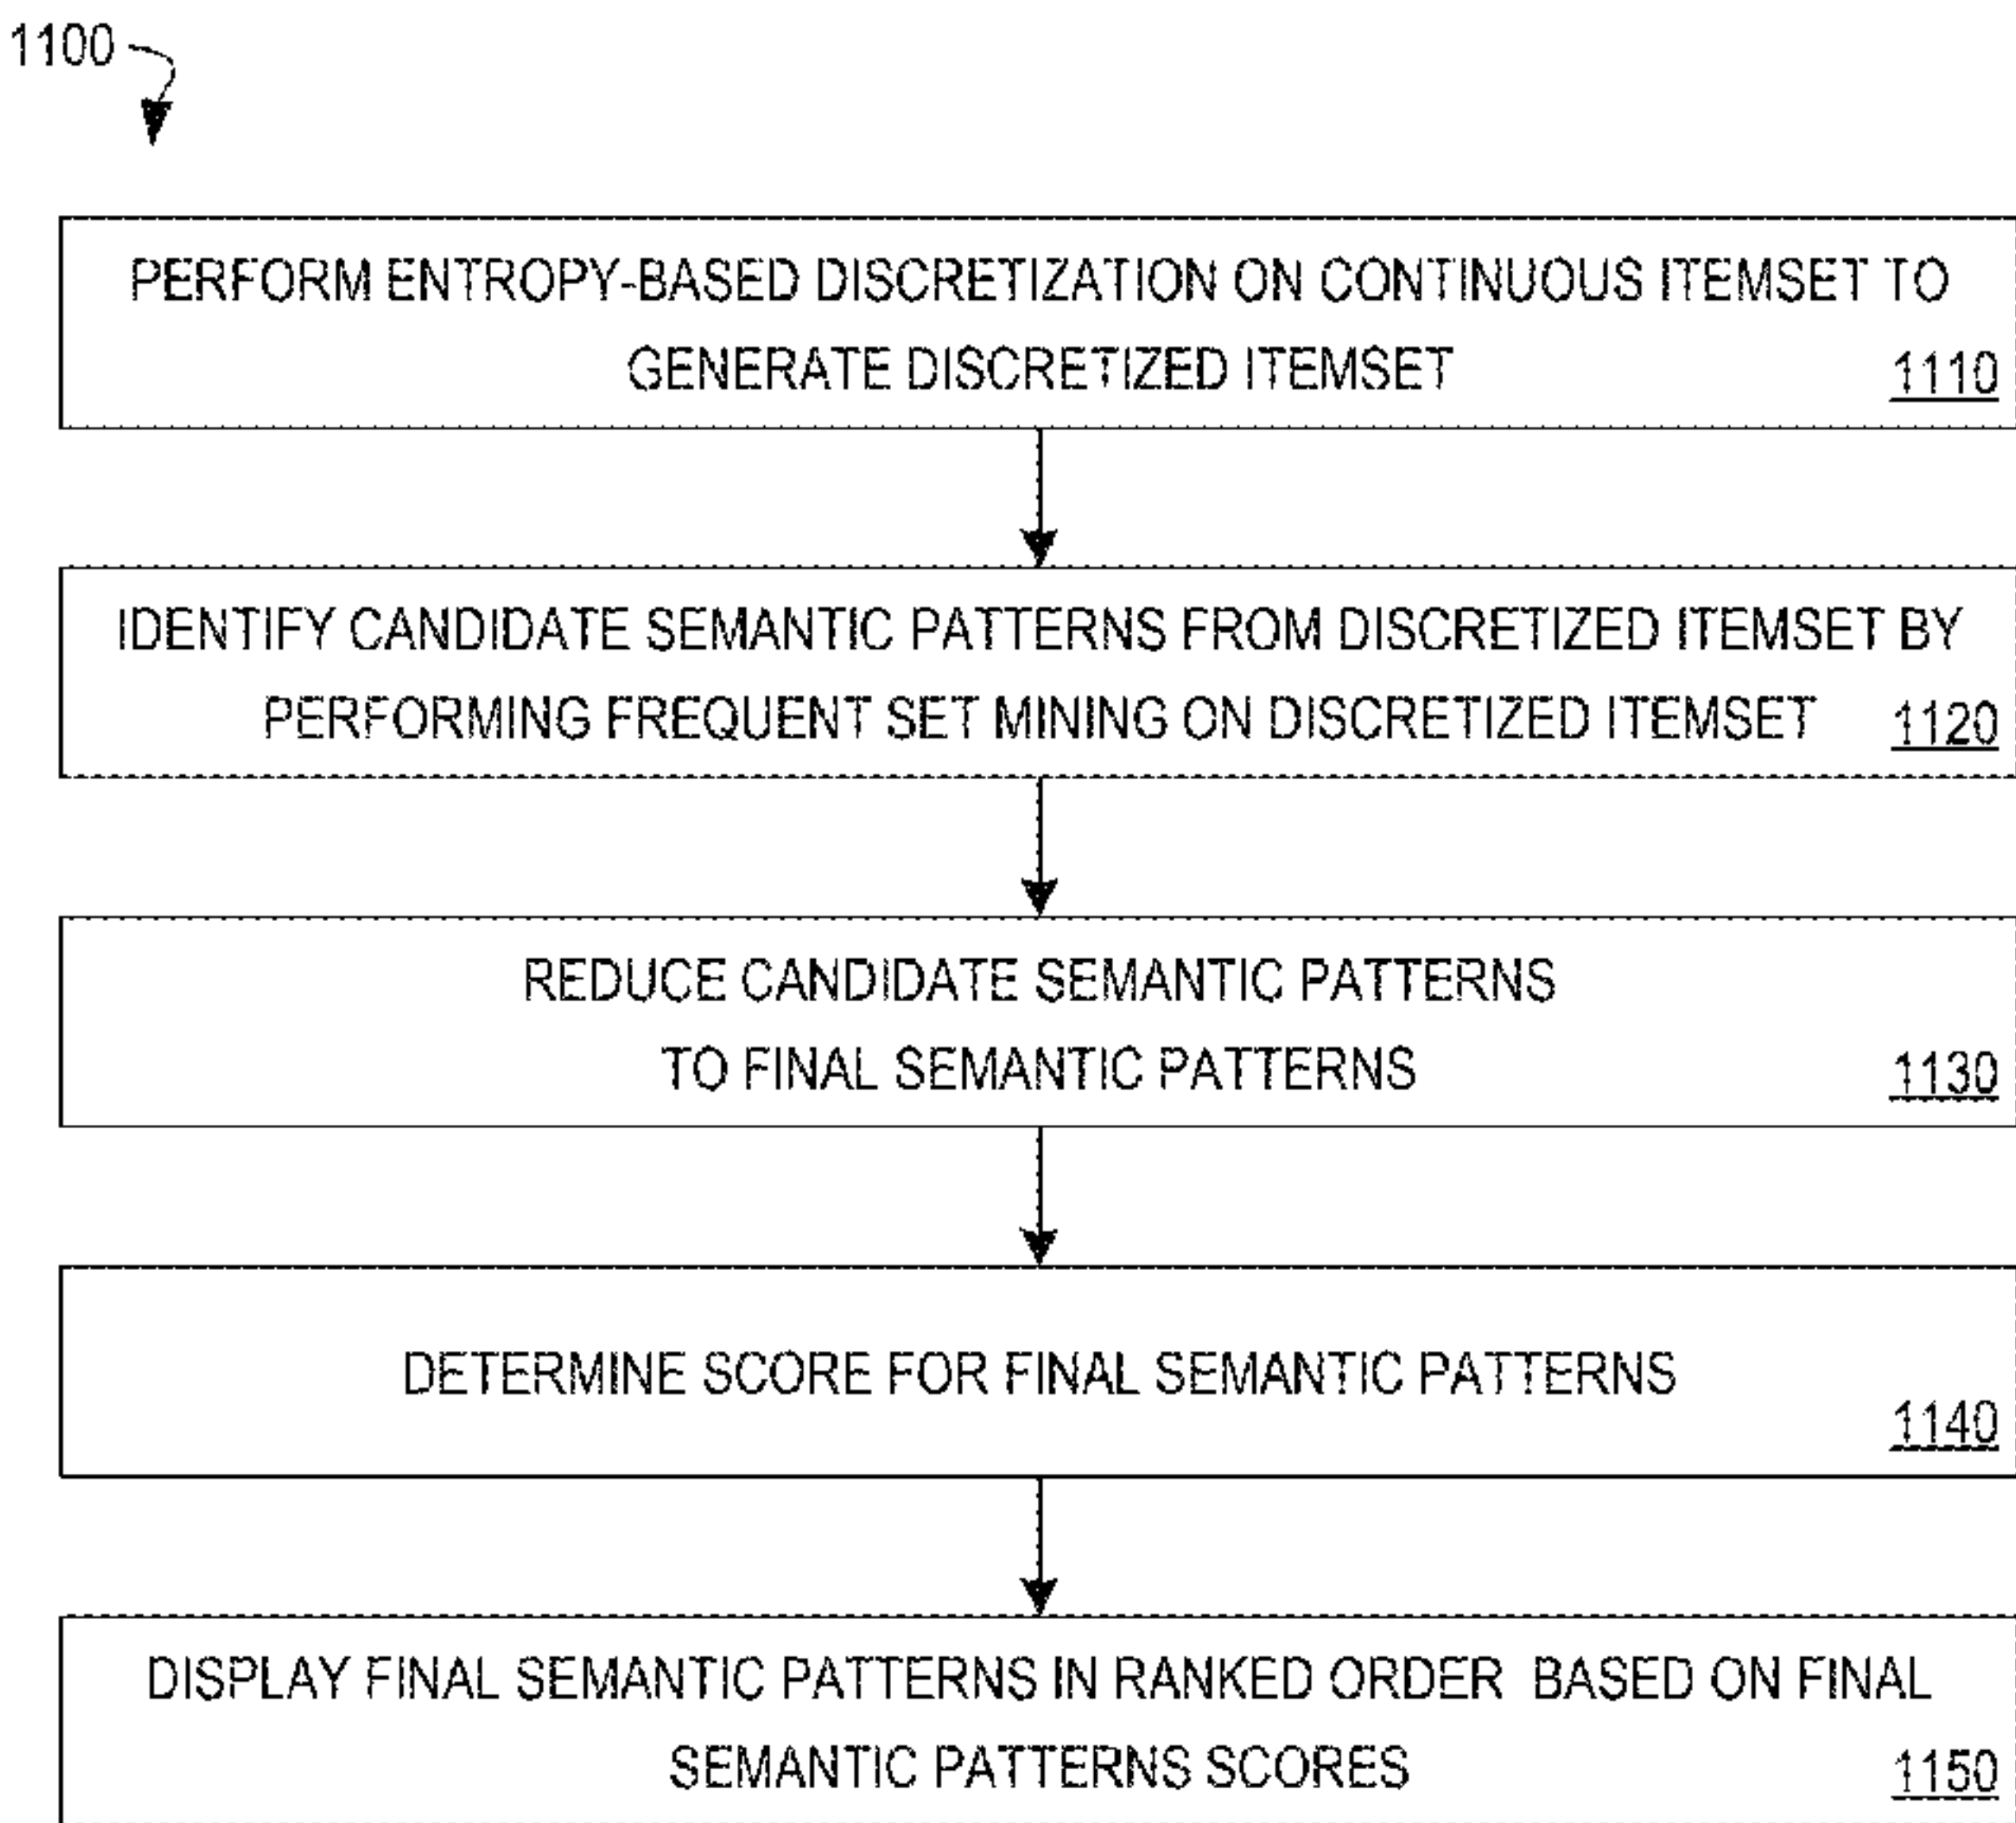 1100
PERFORM ENTROPY-BASED DISCRETIZATION ON CONTINUOUS ITEMSET TO
GENERATE DISCRETIZED ITEMSET
1110
IDENTIFY CANDIDATE SEMANTIC PATTERNS FROM DISCRETIZED ITEMSET BY
PERFORMING FREQUENT SET MINING ON DISCRETIZED ITEMSET
1120
REDUCE CANDIDATE SEMANTIC PATTERNS
TO FINAL SEMANTIC PATTERNS
1130
DETERMINE SCORE FOR FINAL SEMANTIC PATTERNS
1140
DISPLAY FINAL SEMANTIC PATTERNS IN RANKED ORDER BASED ON FINAL
SEMANTIC PATTERNS SCORES
1150